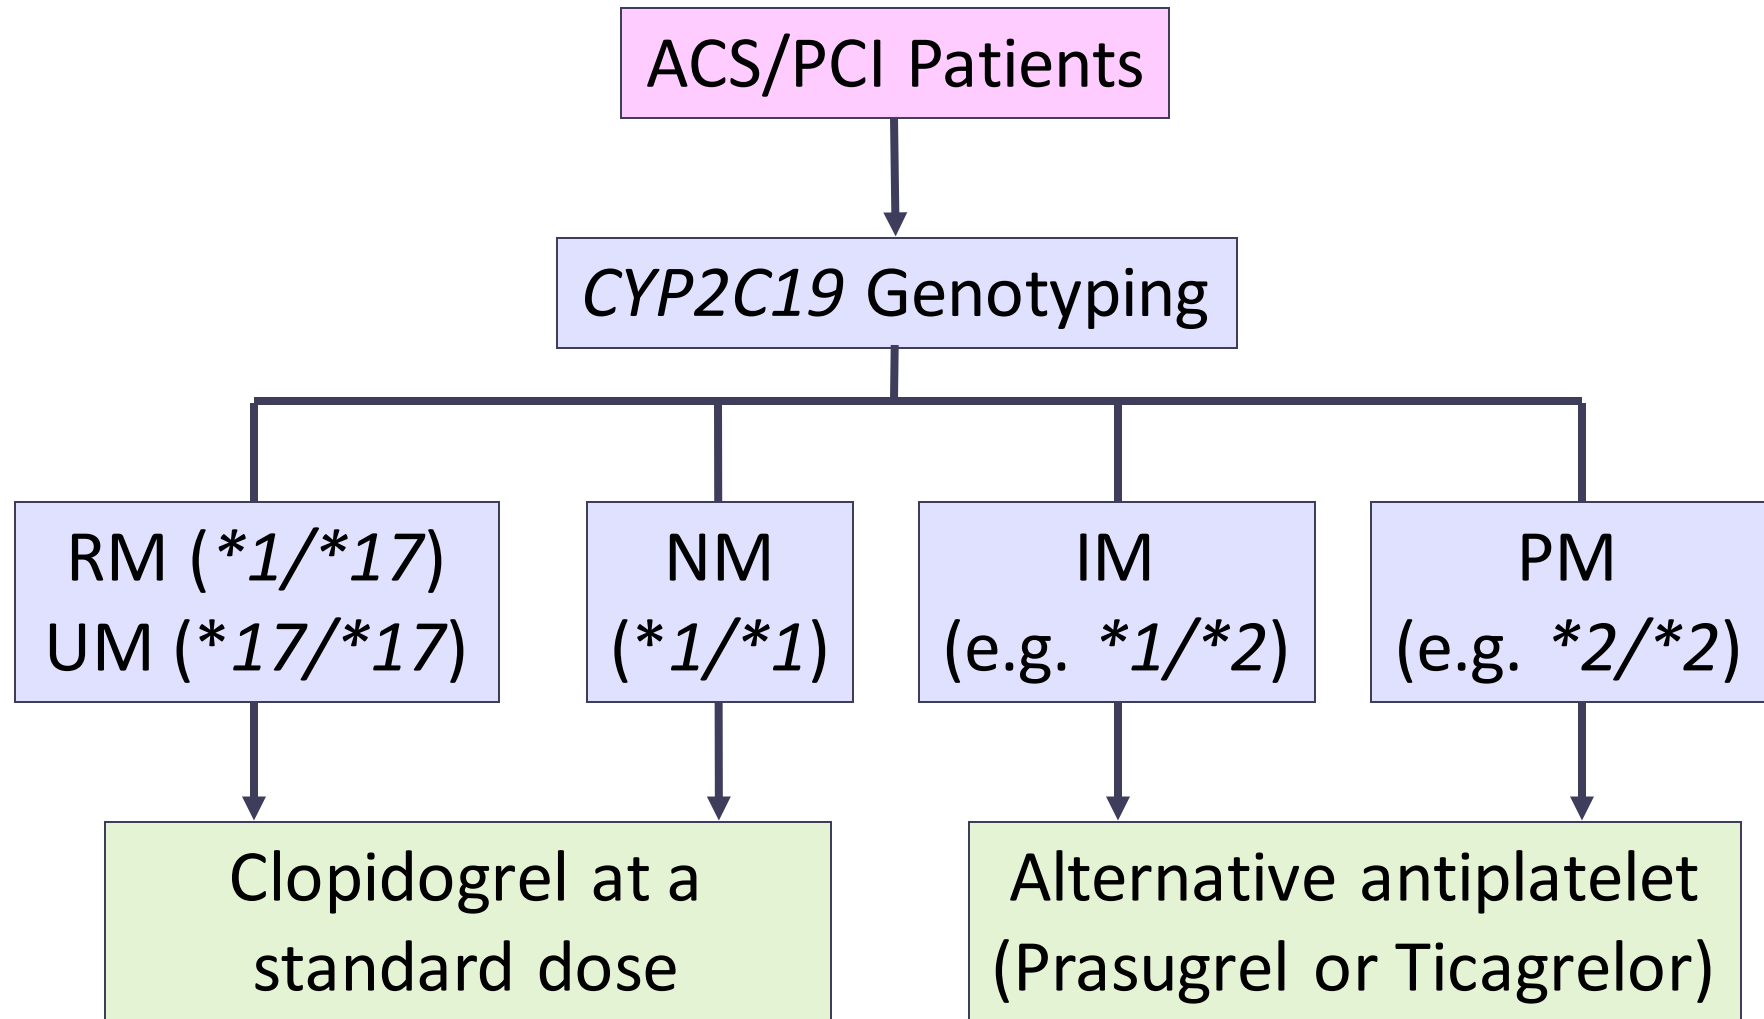 ACS/PCI Patients
CYP2C19 Genotyping
RM (*1/*17)
UM (*17/*17)
NM
(*1/*1)
IM
(e.g. *1/*2)
PM
(e.g. *2/*2)
Clopidogrel at a
standard dose
Alternative antiplatelet
(Prasugrel or Ticagrelor)